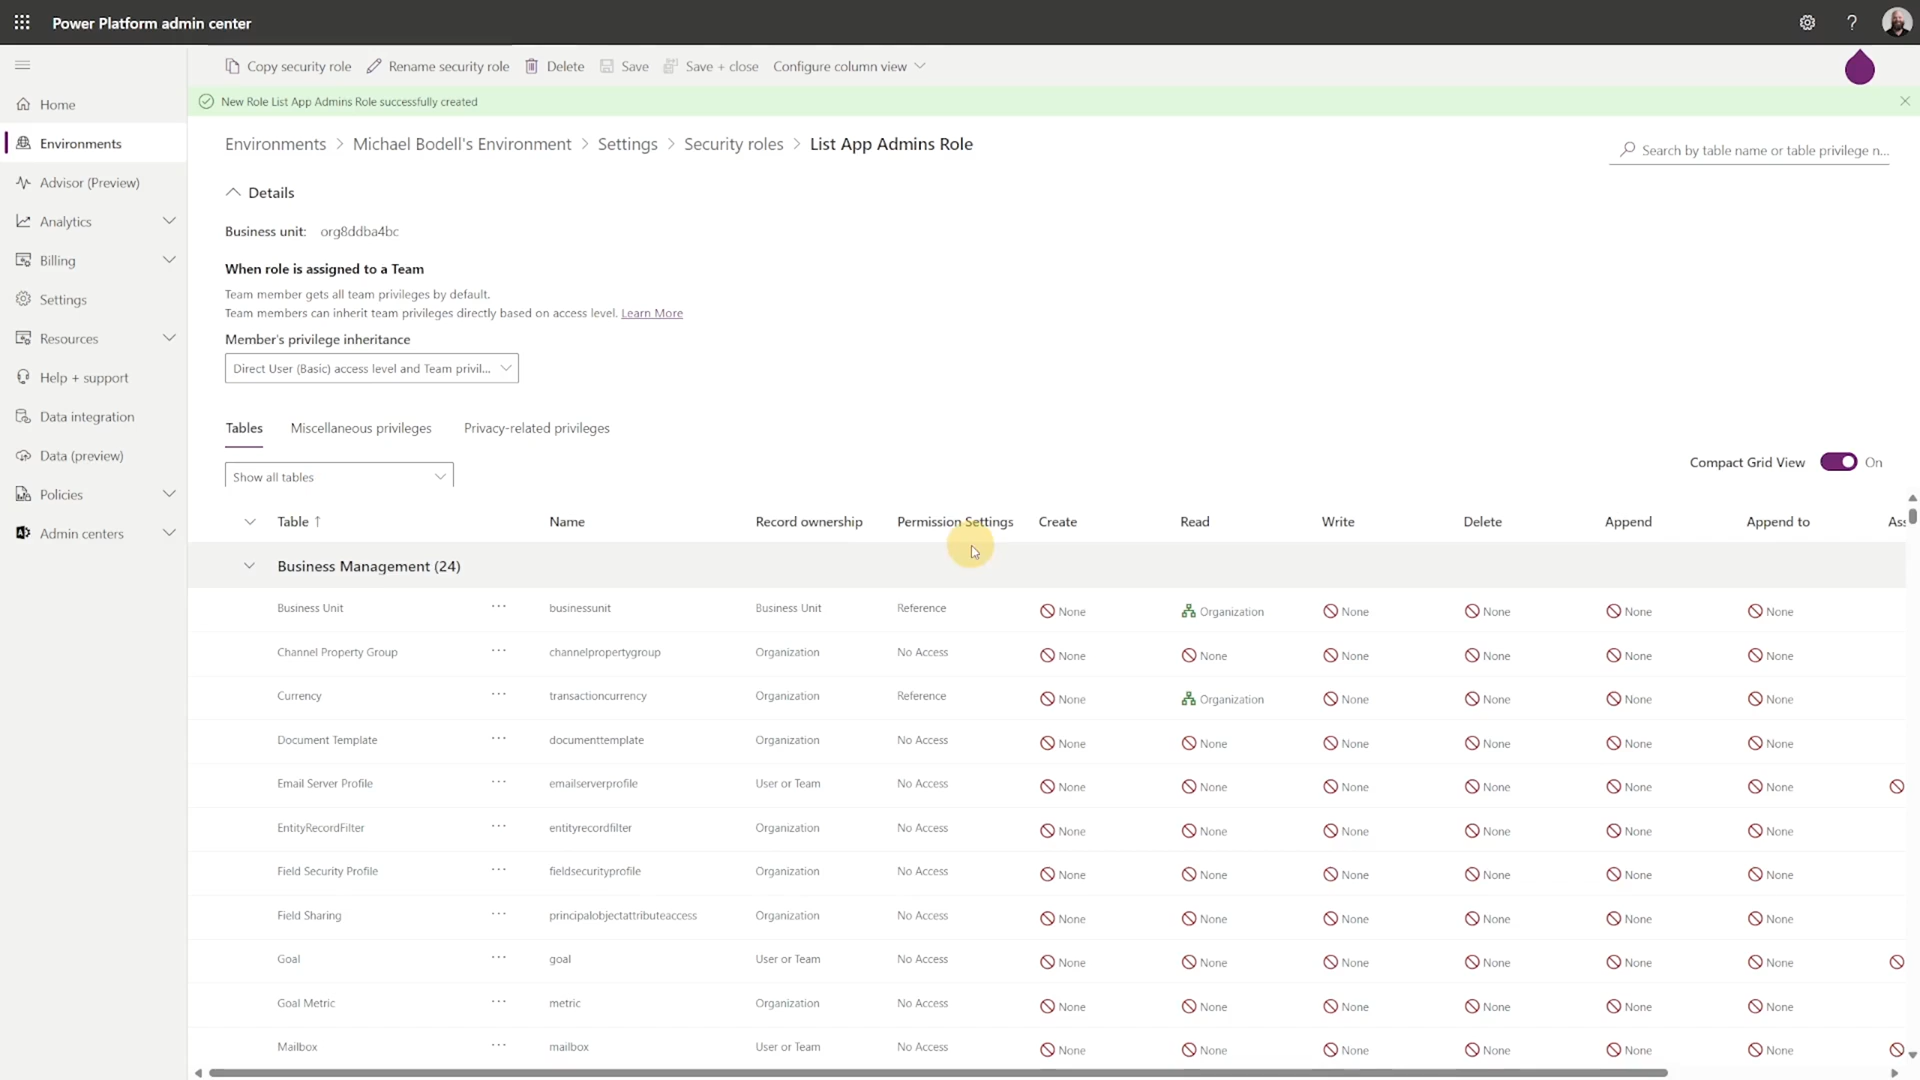 Power Platform admin center
?
Copy security role
Rename security role
Delete
Save
Save + close
Configure column view
New Role List App Admins Role successfully created
Home
Environments
Advisor (Preview)
Analytics
Billing
Settings
Resources
Help + support
Data integration
Data (preview)
Policies
Admin centers
Environments > Michael Bodell's Environment > Settings > Security roles > List App Admins Role
Search by table name or table privilege n...
Details
Business unit: org8ddba4bc
When role is assigned to a Team
Team member gets all team privileges by default.
Team members can inherit team privileges directly based on access level. Learn More
Member's privilege inheritance
Direct User (Basic) access level and Team privil...
Tables Miscellaneous privileges Privacy-related privileges
Show all tables
Compact Grid View On
Table ↑ Name Record ownership Permission Settings Create Read Write Delete Append Append to Ass
Business Management (24)
Business Unit ... businessunit Business Unit Reference None Organization None None None None
Channel Property Group ... channelpropertygroup Organization No Access None None None None None None
Currency ... transactioncurrency Organization Reference None Organization None None None None
Document Template ... documenttemplate Organization No Access None None None None None None
Email Server Profile ... emailserverprofile User or Team No Access None None None None None None
EntityRecordFilter ... entityrecordfilter Organization No Access None None None None None None
Field Security Profile ... fieldsecurityprofile Organization No Access None None None None None None
Field Sharing ... principalobjectattributeaccess Organization No Access None None None None None None
Goal ... goal User or Team No Access None None None None None None
Goal Metric ... metric Organization No Access None None None None None None
Mailbox ... mailbox User or Team No Access None None None None None None